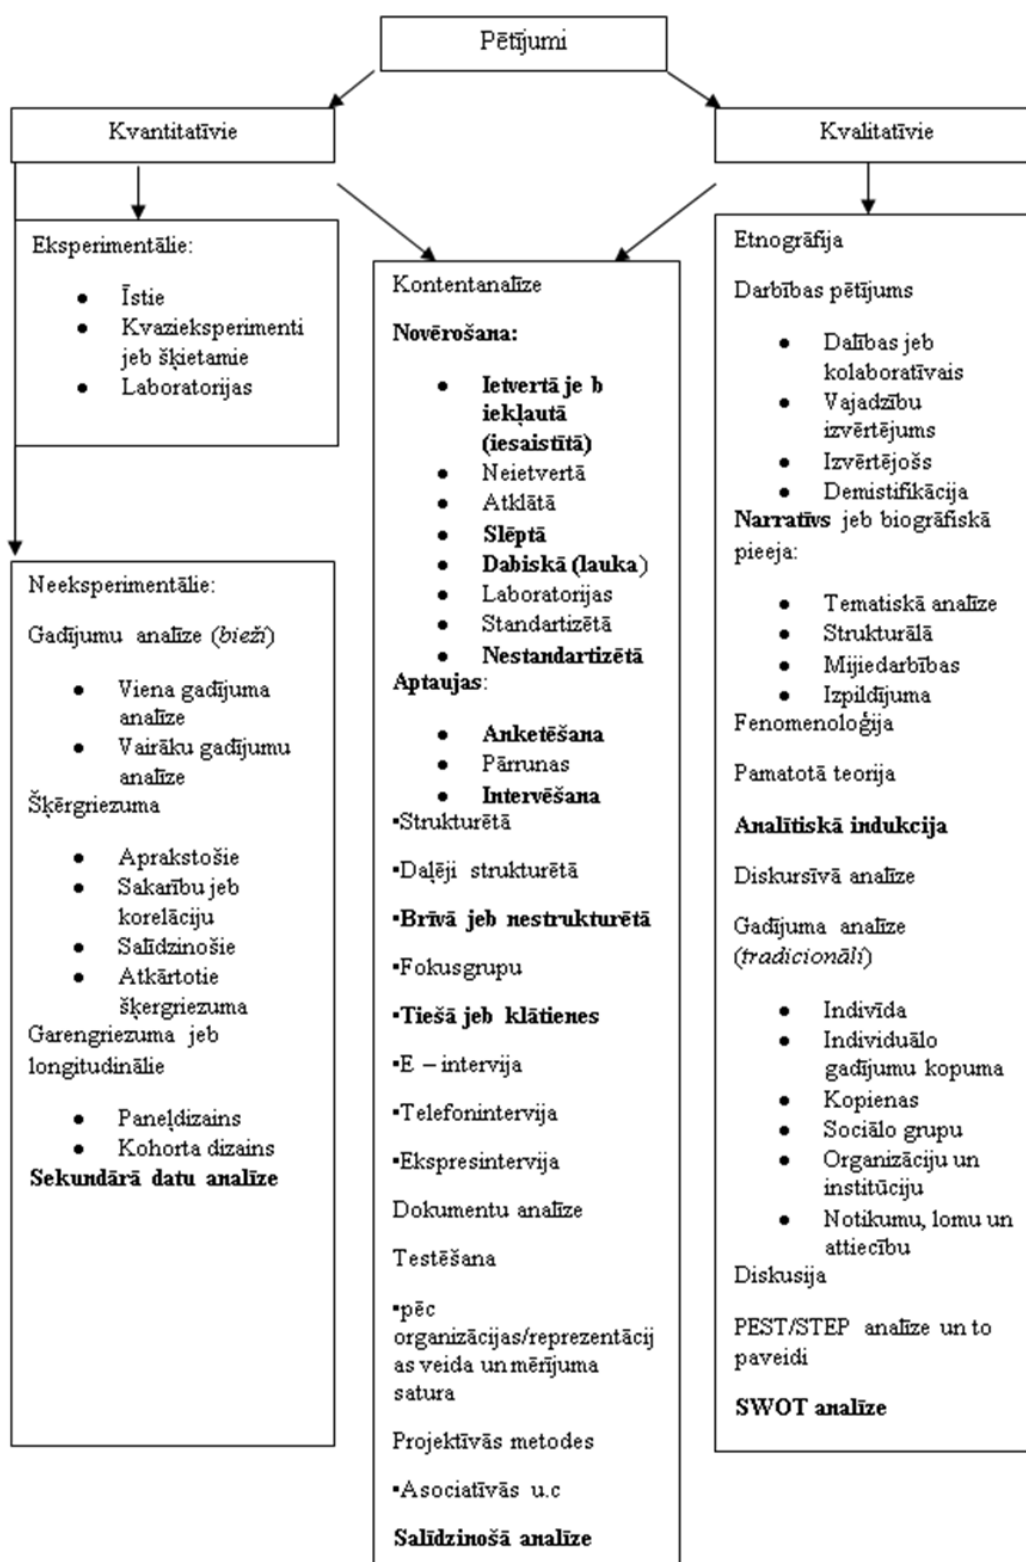 Pētījumi
Kvantitatīvie
Kvalitatīvie
Eksperimentālie:
● Īstie
● Kvazieksperimenti
jeb šķietamie
● Laboratorijas
Neeksperimentālie:
Gadījumu analīze (bieži)
● Viena gadījuma
analīze
● Vairāku gadījumu
analīze
Šķērgriezuma
● Aprakstošie
● Sakarību jeb
korelāciju
● Salīdzinošie
● Atkārtotie
šķergriezuma
Garengriezuma jeb
longitudinālie
● Paneļdizains
● Kohorta dizains
Sekundārā datu analīze
Kontentanalīze
Novērošana:
● Ietvertā je b
iekļautā
(iesaistītā)
● Neietvertā
● Atklātā
● Slēptā
● Dabiskā (lauka)
● Laboratorijas
● Standartizētā
● Nestandartizētā
Aptaujas:
● Anketēšana
● Pārrunas
● Intervēšana
▪Strukturētā
▪Daļēji strukturētā
▪Brīvā jeb nestrukturētā
▪Fokusgrupu
▪Tiešā jeb klātienes
▪E – intervija
▪Telefonintervija
▪Ekspresintervija
Dokumentu analīze
Testēšana
▪pēc
organizācijas/reprezentācij
as veida un mērījuma
satura
Projektīvās metodes
▪Asociatīvās u.c
Salīdzinošā analīze
Etnogrāfija
Darbības pētījums
● Dalības jeb
kolaboratīvais
● Vajadzību
izvērtējums
● Izvērtējošs
● Demistifikācija
Narratīvs jeb biogrāfiskā
pieeja:
● Tematiskā analīze
● Strukturālā
● Mijiedarbības
● Izpildījuma
Fenomenoloģija
Pamatotā teorija
Analītiskā indukcija
Diskursīvā analīze
Gadījuma analīze
(tradicionāli)
● Indivīda
● Individuālo
gadījumu kopuma
● Kopienas
● Sociālo grupu
● Organizāciju un
institūciju
● Notikumu, lomu un
attiecību
Diskusija
PEST/STEP analīze un to
paveidi
SWOT analīze